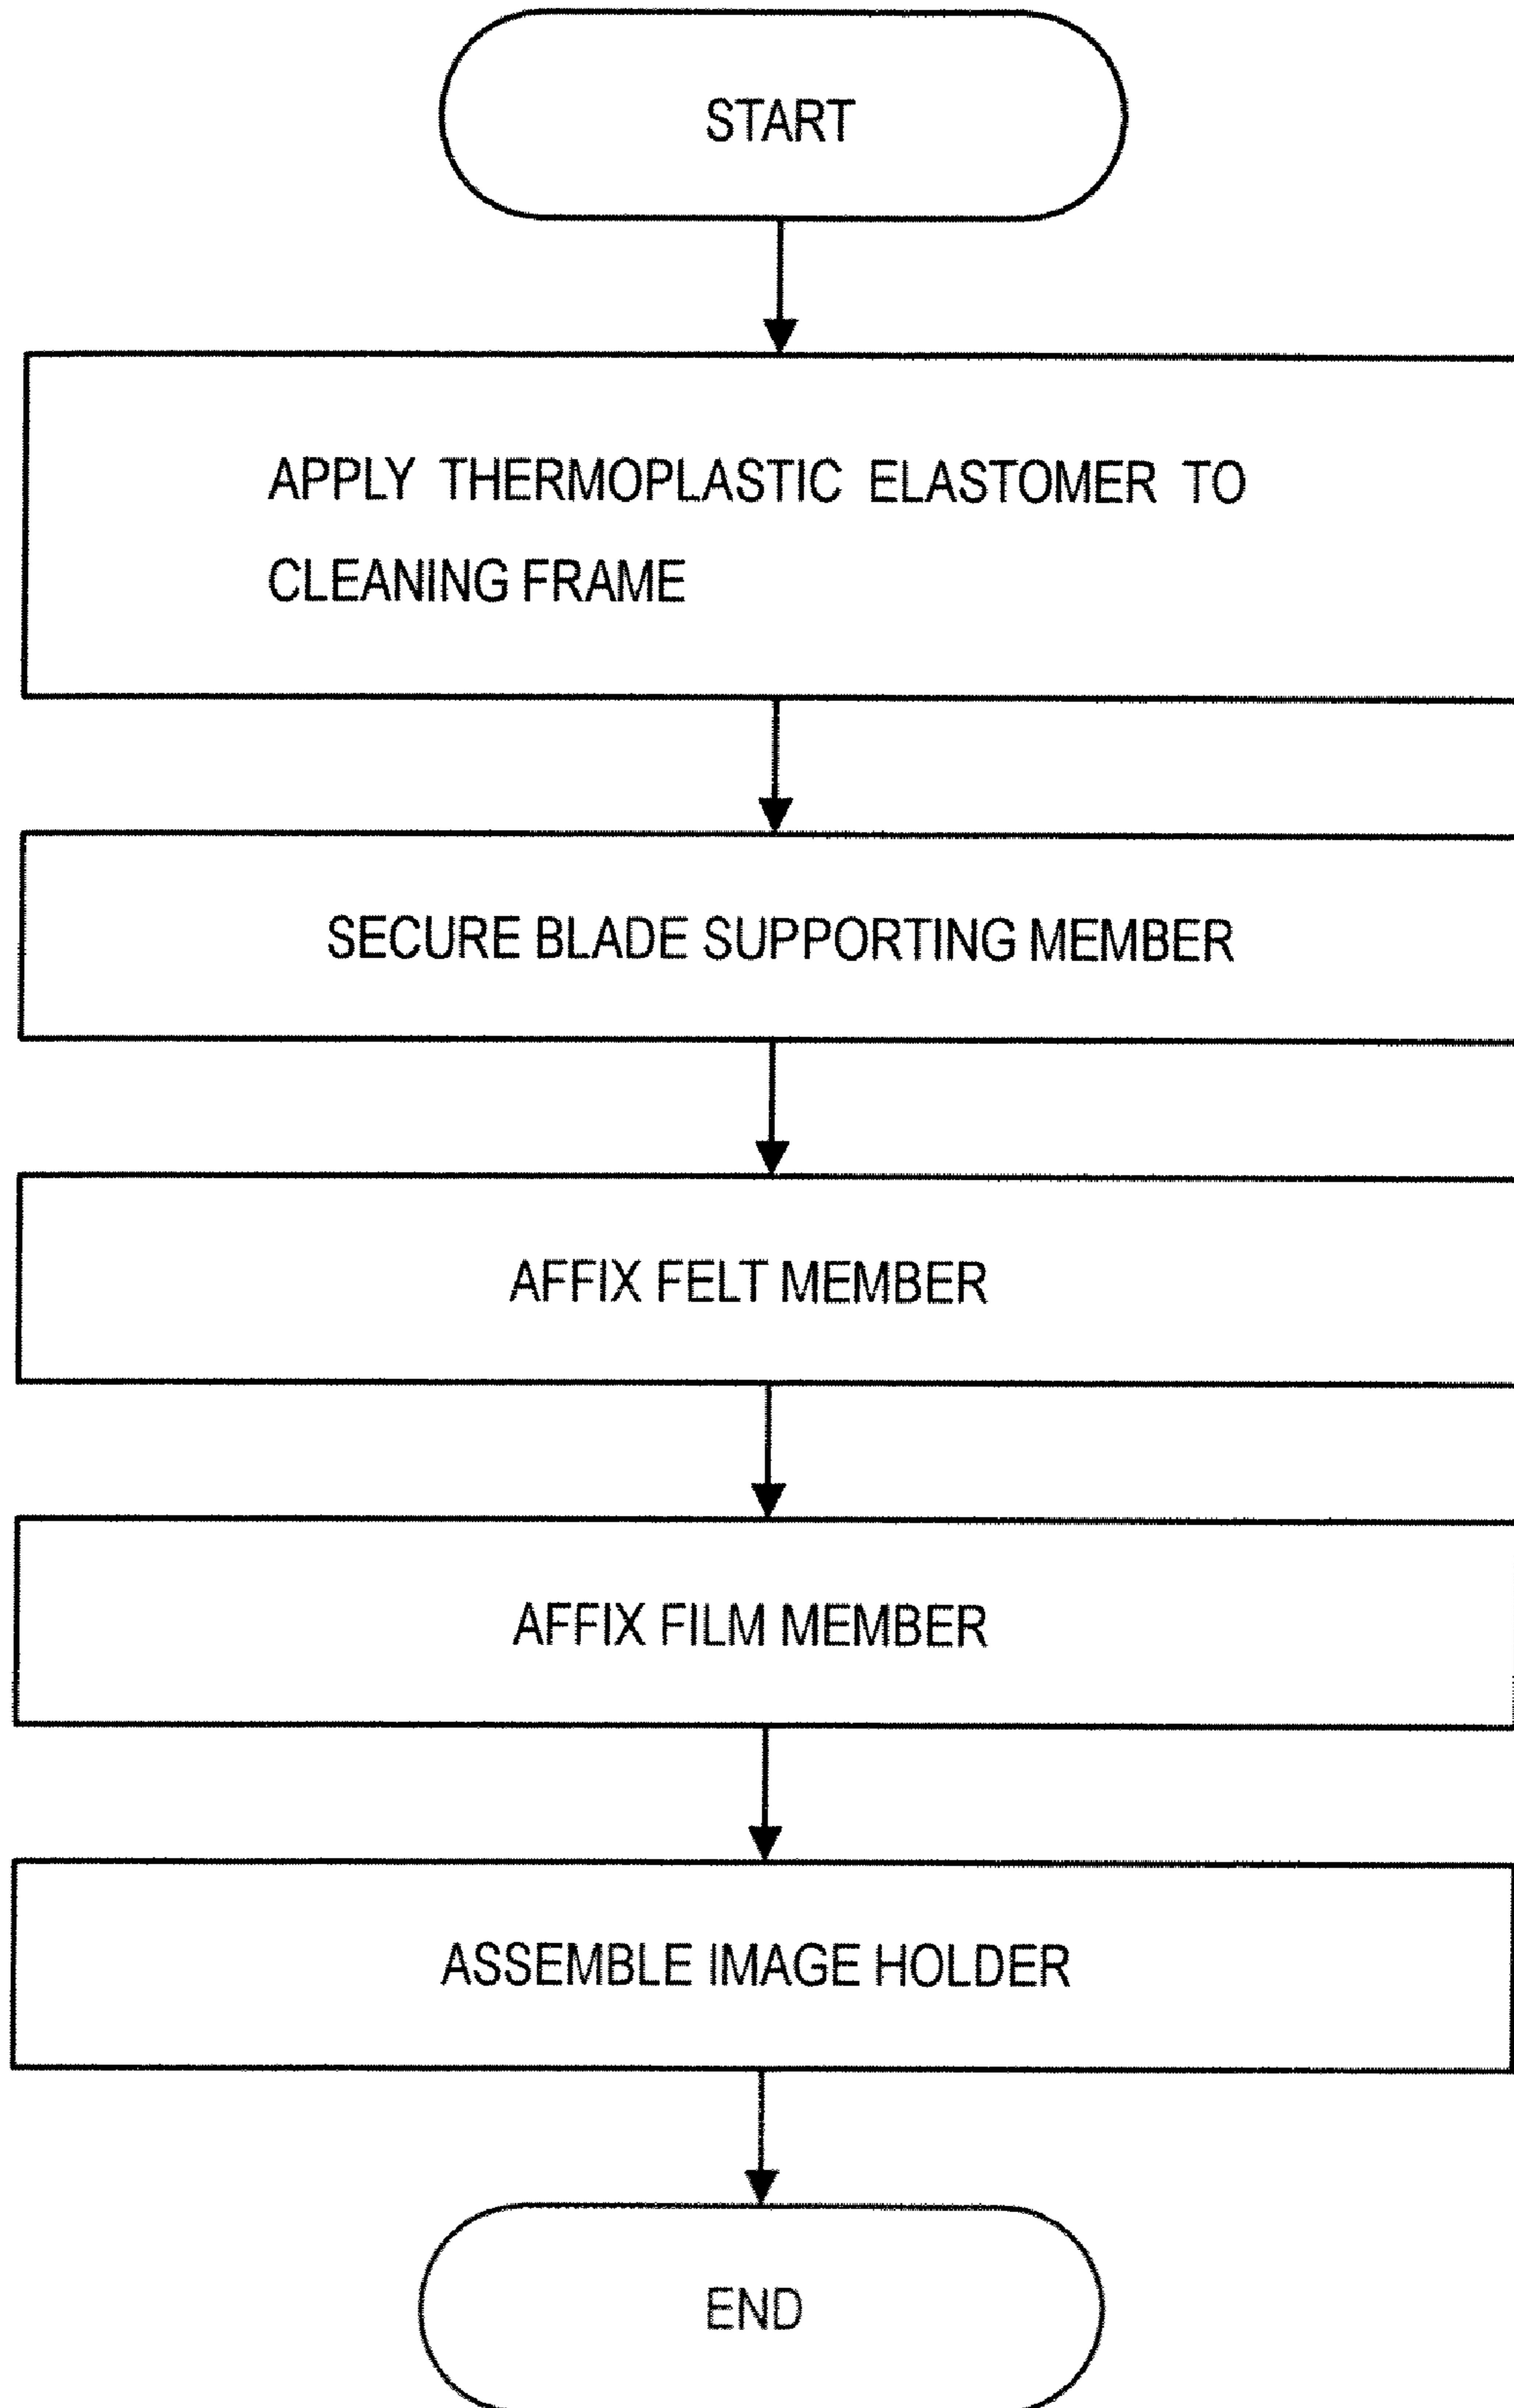 START
APPLY THERMOPLASTIC ELASTOMER TO
CLEANING FRAME
SECURE BLADE SUPPORTING MEMBER
AFFIX FELT MEMBER
AFFIX FILM MEMBER
ASSEMBLE IMAGE HOLDER
END